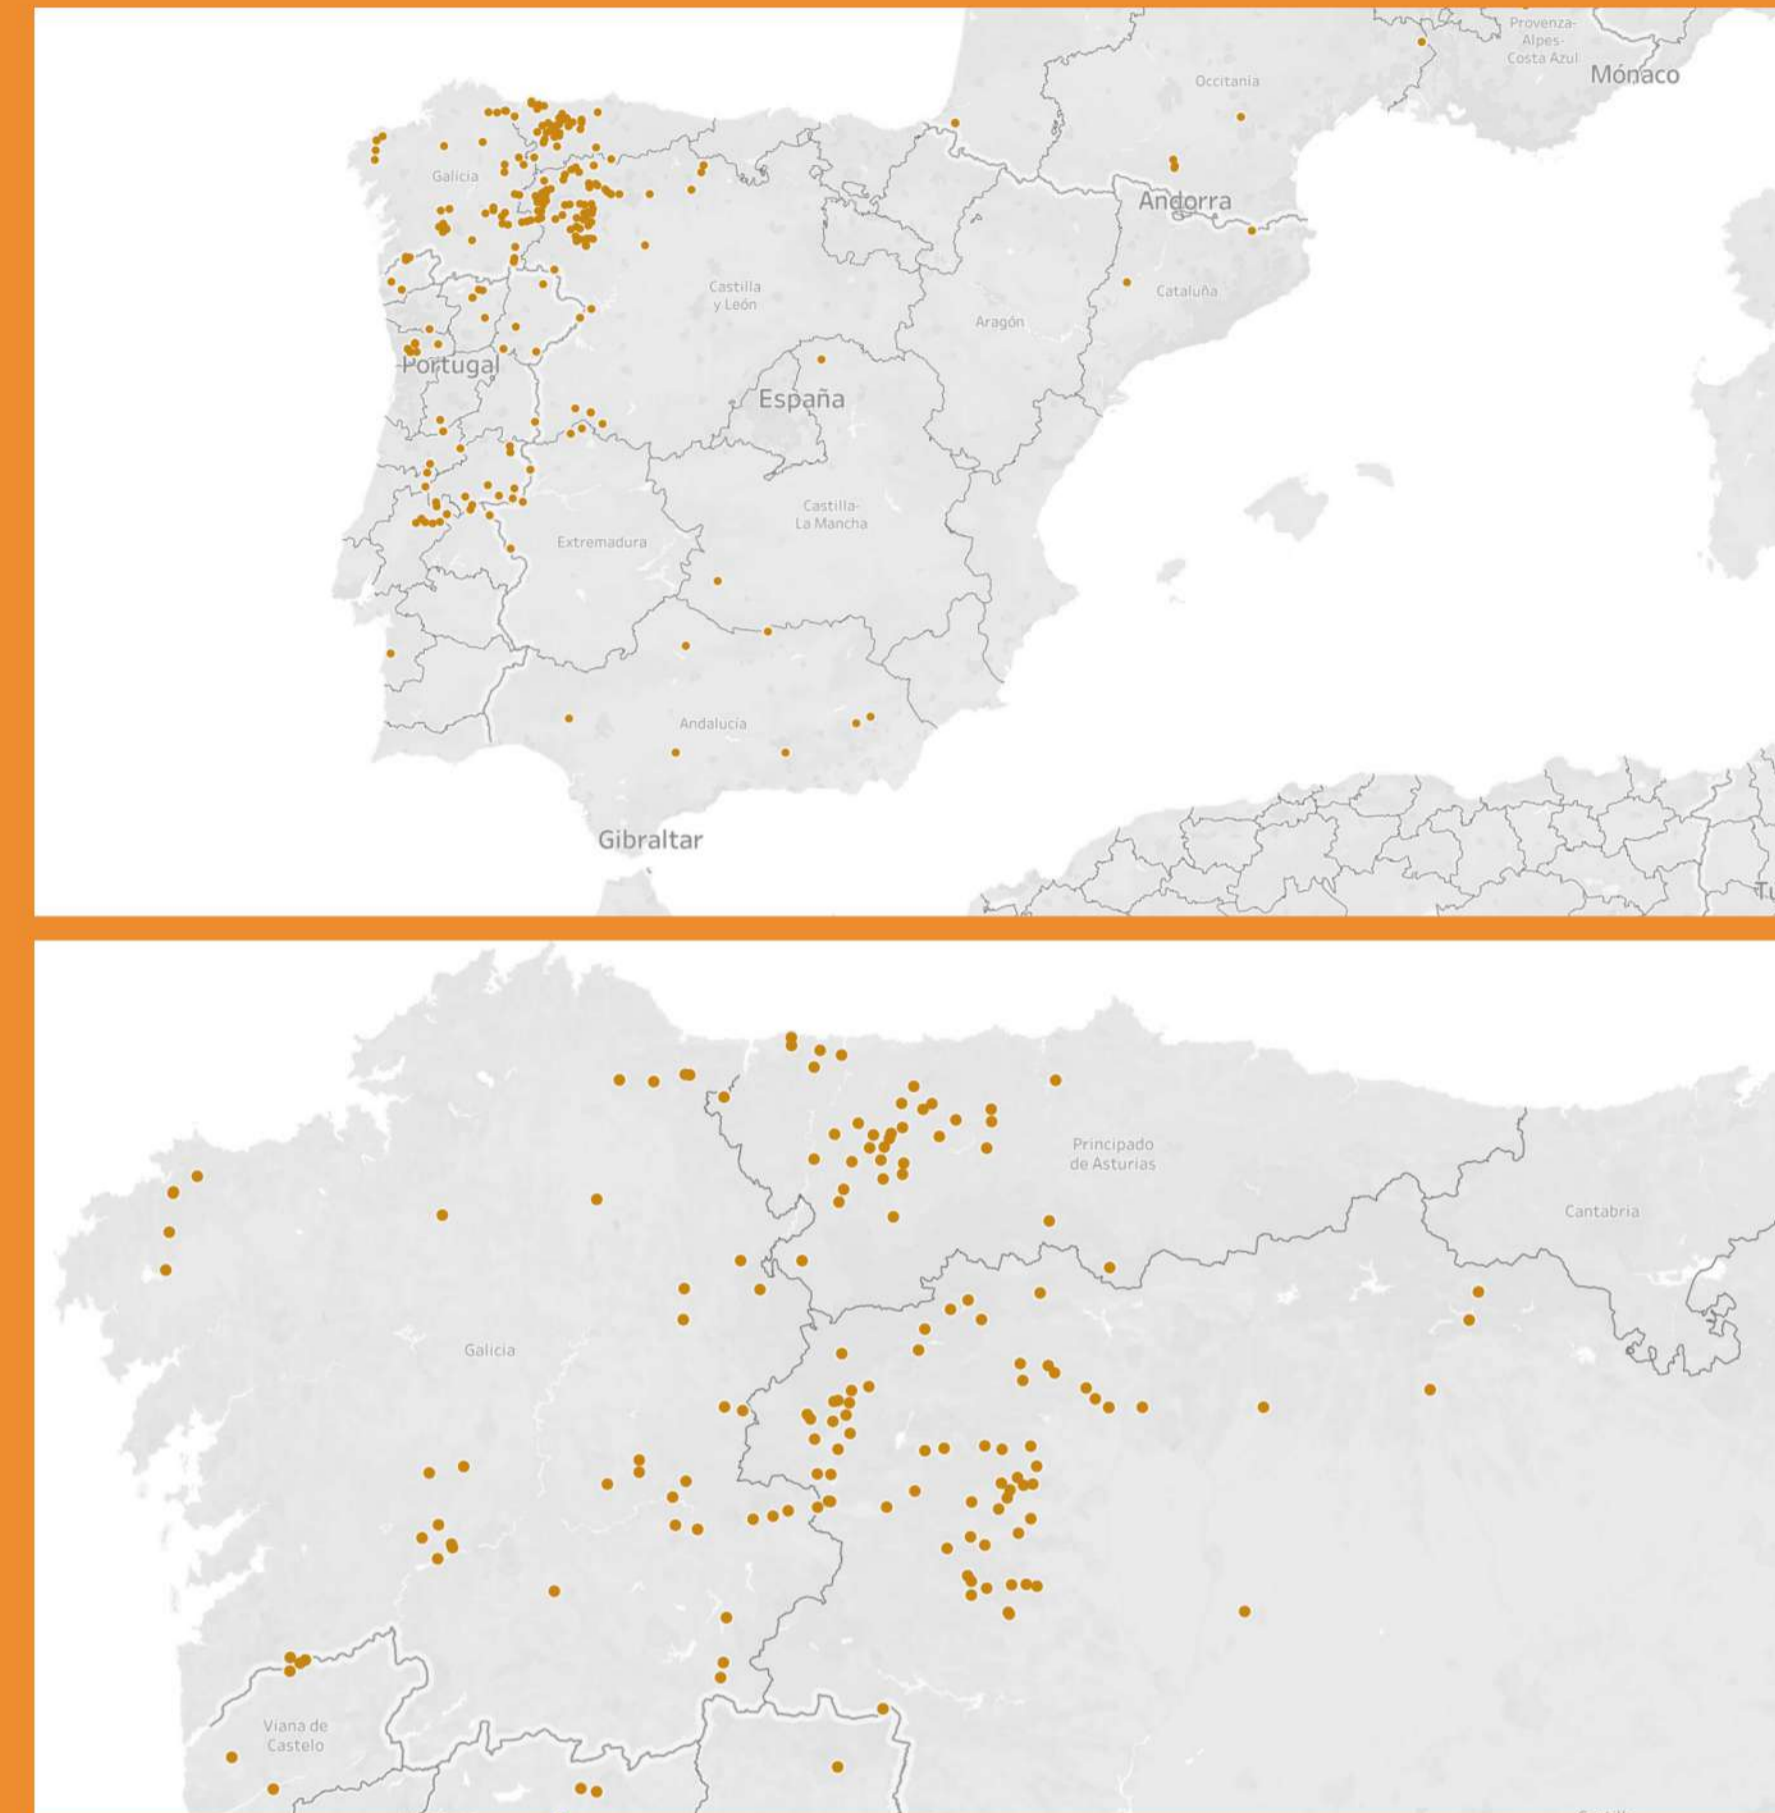 Provenza-
Alpes-
Costa Azul
Mónaco
Occitania
Galicia
Andorra
Castilla
y León
Cataluña
Aragón
Portugal
España
Castilla-
La Mancha
Extremadura
Andalucía
Gibraltar
Principado
de Asturias
Cantabria
Galicia
Viana de
Castelo